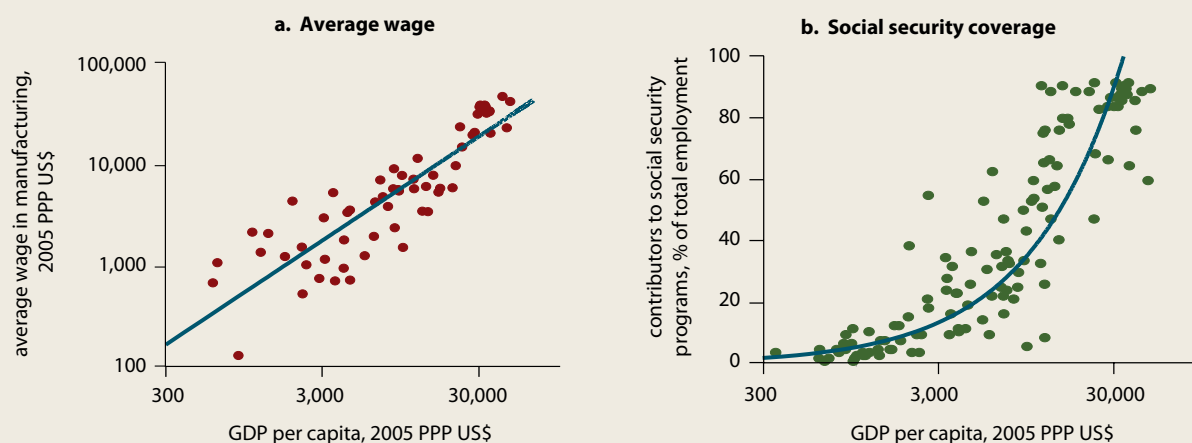 a. Average wage
average wage in manufacturing,
2005 PPP US$
100,000
10,000
1,000
100
300
3,000
30,000
GDP per capita, 2005 PPP US$
b. Social security coverage
contributors to social security
programs, % of total employment
100
80
60
40
20
0
300
3,000
30,000
GDP per capita, 2005 PPP US$